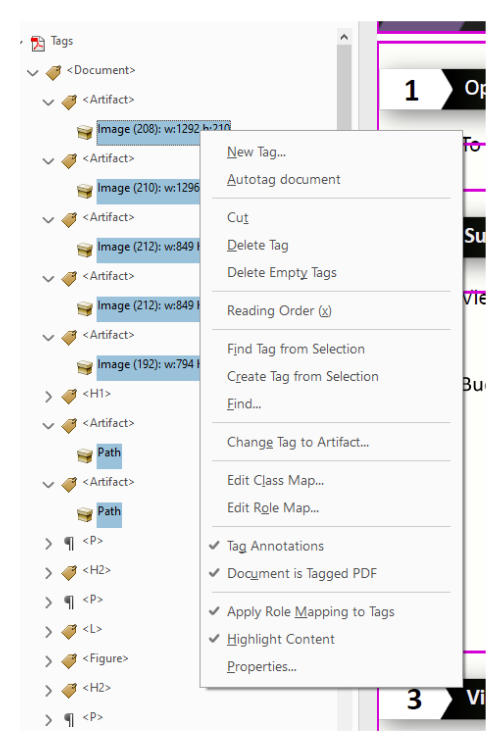 Tags
<Document>
<Artifact>
Image (208): w:1292 h:210
<Artifact>
Image (210): w:1296
<Artifact>
Image (212): w:849 h
<Artifact>
Image (212): w:849 h
<Artifact>
Image (192): w:794 h
<H1>
<Artifact>
Path
<Artifact>
Path
<P>
<H2>
<P>
<L>
<Figure>
<H2>
<P>
New Tag...
Autotag document
Cut
Delete Tag
Delete Empty Tags
Reading Order (x)
Find Tag from Selection
Create Tag from Selection
Find...
Change Tag to Artifact...
Edit Class Map...
Edit Role Map...
Tag Annotations
Document is Tagged PDF
Apply Role Mapping to Tags
Highlight Content
Properties...
1 Op
To
Su
Vie
Bu
3 Vi